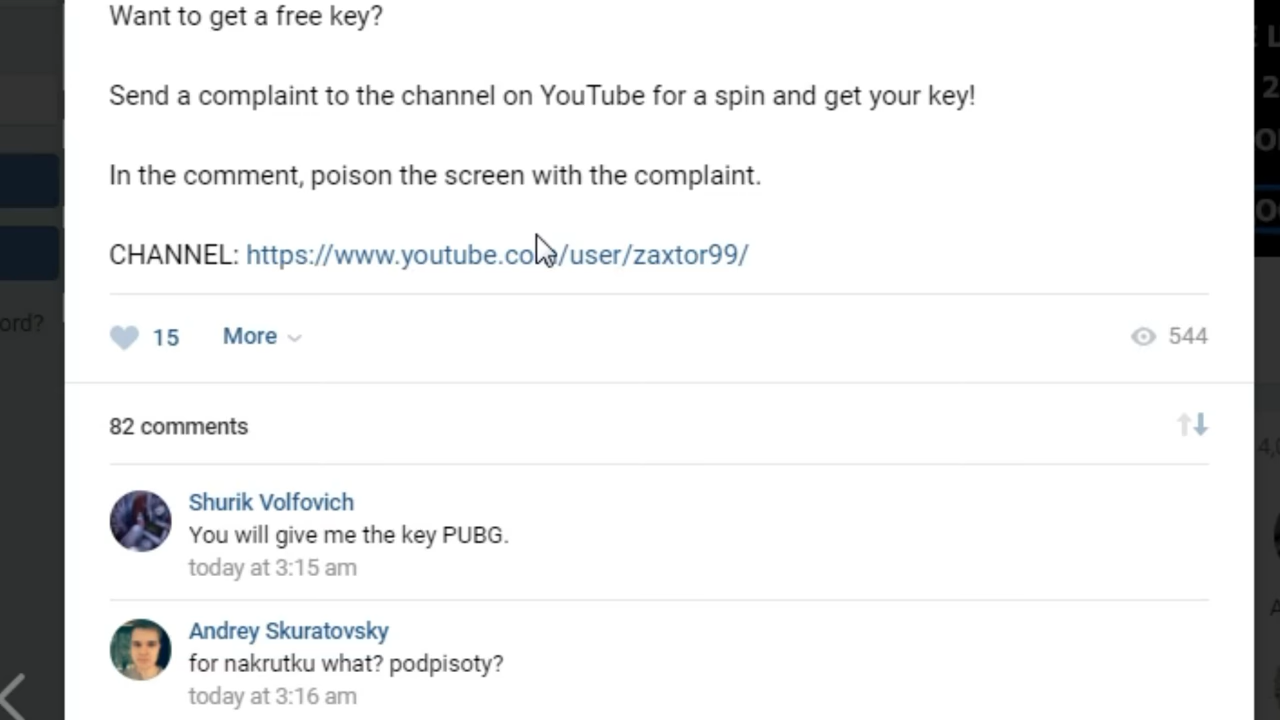 Want to get a free key?
Send a complaint to the channel on YouTube for a spin and get your key!
In the comment, poison the screen with the complaint.
CHANNEL: https://www.youtube.com/user/zaxtor99/
ord?
15 More 544
82 comments
Shurik Volfovich
You will give me the key PUBG.
today at 3:15 am
Andrey Skuratovsky
for nakrutku what? podpisoty?
today at 3:16 am